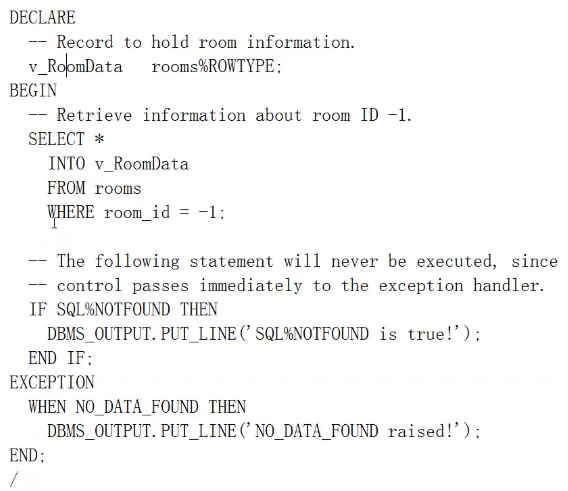 DECLARE
  -- Record to hold room information.
  v_RoomData   rooms%ROWTYPE;
BEGIN
  -- Retrieve information about room ID -1.
  SELECT *
    INTO v_RoomData
    FROM rooms
    WHERE room_id = -1;

  -- The following statement will never be executed, since
  -- control passes immediately to the exception handler.
  IF SQL%NOTFOUND THEN
    DBMS_OUTPUT.PUT_LINE('SQL%NOTFOUND is true!');
  END IF;
EXCEPTION
  WHEN NO_DATA_FOUND THEN
    DBMS_OUTPUT.PUT_LINE('NO_DATA_FOUND raised!');
END;
/